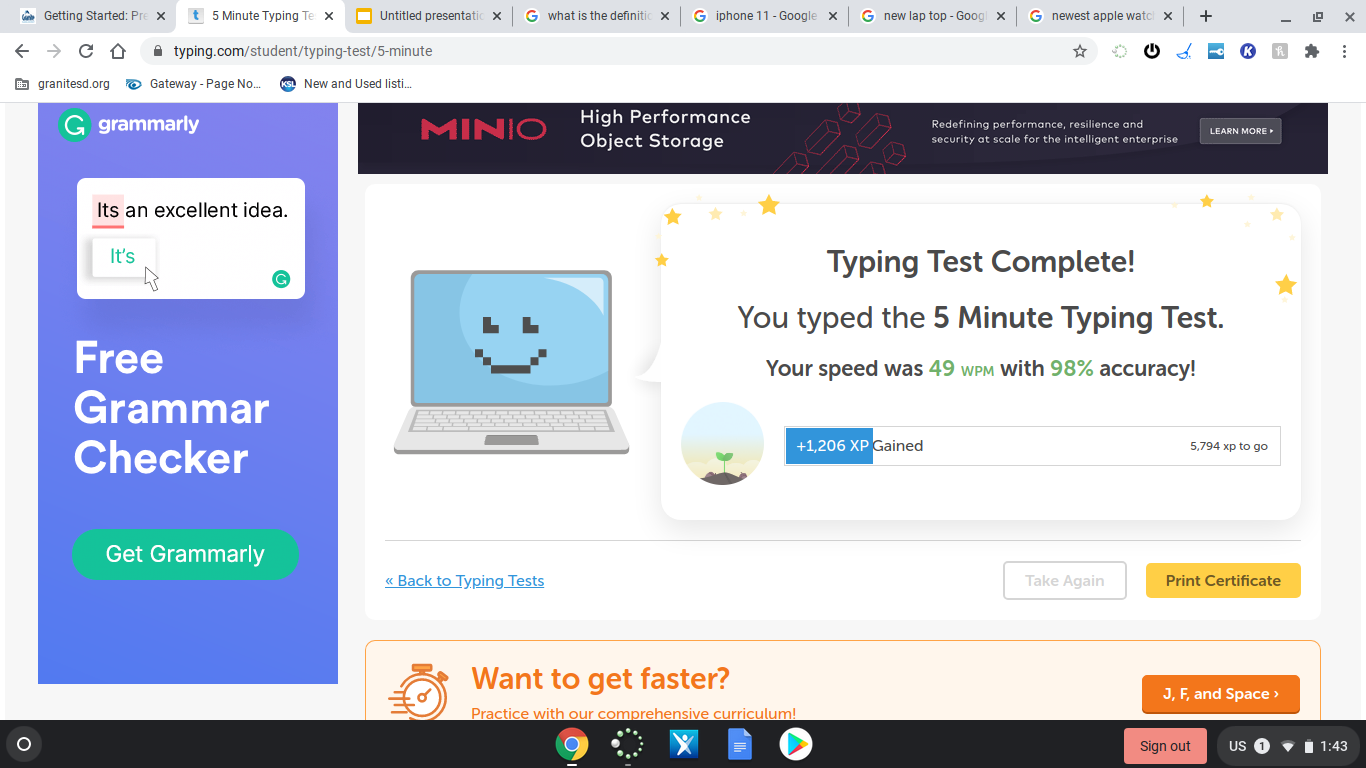 Getting Started: Pre
5 Minute Typing Te
Untitled presentatio
what is the definitio
iphone 11 - Google
new lap top - Goog
newest apple watc
typing.com/student/typing-test/5-minute
granitesd.org
Gateway - Page No...
KSL
New and Used listi...
grammarly
Its an excellent idea.
It's
Free
Grammar
Checker
Get Grammarly
MINIO
High Performance
Object Storage
Redefining performance, resilience and
security at scale for the intelligent enterprise
LEARN MORE
Typing Test Complete!
You typed the 5 Minute Typing Test.
Your speed was 49 WPM with 98% accuracy!
+1,206 XP Gained
5,794 xp to go
« Back to Typing Tests
Take Again
Print Certificate
Want to get faster?
Practice with our comprehensive curriculum!
J, F, and Space ›
Sign out
US
1
1:43